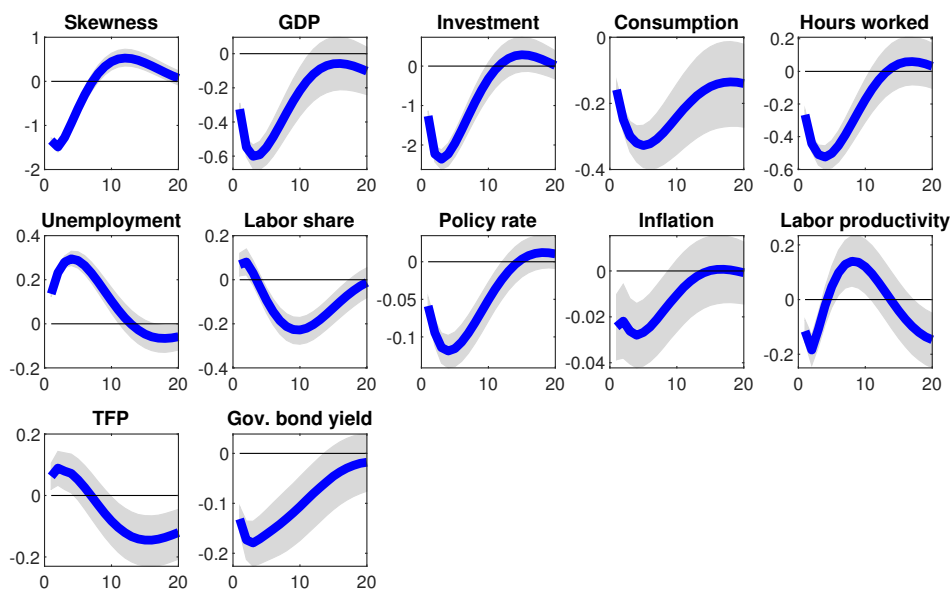 Skewness GDP Investment Consumption Hours worked
1 0 -1 -2 0 10 20
0 -0.2 -0.4 -0.6 0 10 20
0 -1 -2 0 10 20
0 -0.2 -0.4 0 10 20
0.2 0 -0.2 -0.4 -0.6 0 10 20
Unemployment Labor share Policy rate Inflation Labor productivity
0.4 0.2 0 -0.2 0 10 20
0.2 0 -0.2 -0.4 0 10 20
0 -0.05 -0.1 0 10 20
0 -0.02 -0.04 0 10 20
0.2 0 -0.2 0 10 20
TFP Gov. bond yield
0.2 0 -0.2 0 10 20
0 -0.1 -0.2 0 10 20